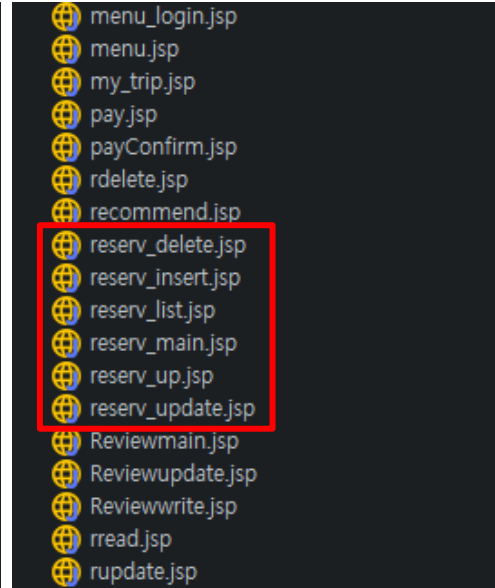 menu_login.jsp
menu.jsp
my_trip.jsp
pay.jsp
payConfirm.jsp
rdelete.jsp
recommend.jsp
reserv_delete.jsp
reserv_insert.jsp
reserv_list.jsp
reserv_main.jsp
reserv_up.jsp
reserv_update.jsp
Reviewmain.jsp
Reviewupdate.jsp
Reviewwrite.jsp
rread.jsp
rupdate.jsp